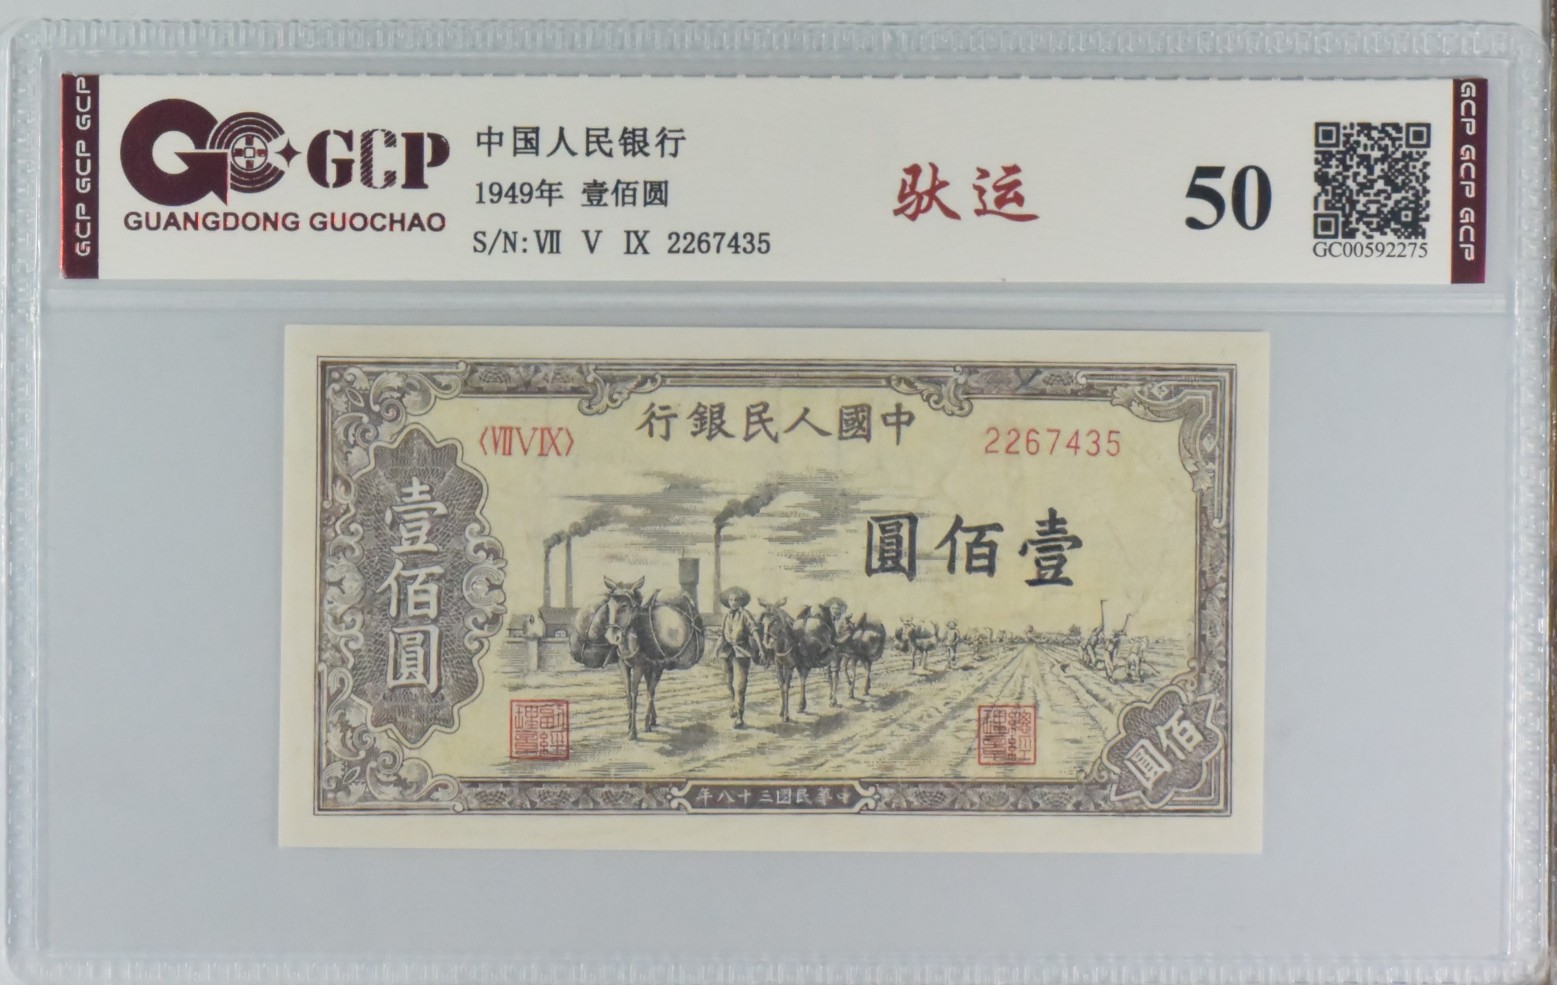 GCP GCP GCP
GCP
GUANGDONG GUOCHAO
中国人民银行
1949年 壹佰圆
S/N:Ⅶ Ⅴ Ⅸ 2267435
驮运
50
GC00592275
GCP GCP GCP
行銀民人國中
〈ⅦⅤⅨ〉
2267435
圓佰壹
壹佰圓
佰圓
年八十三國民華中